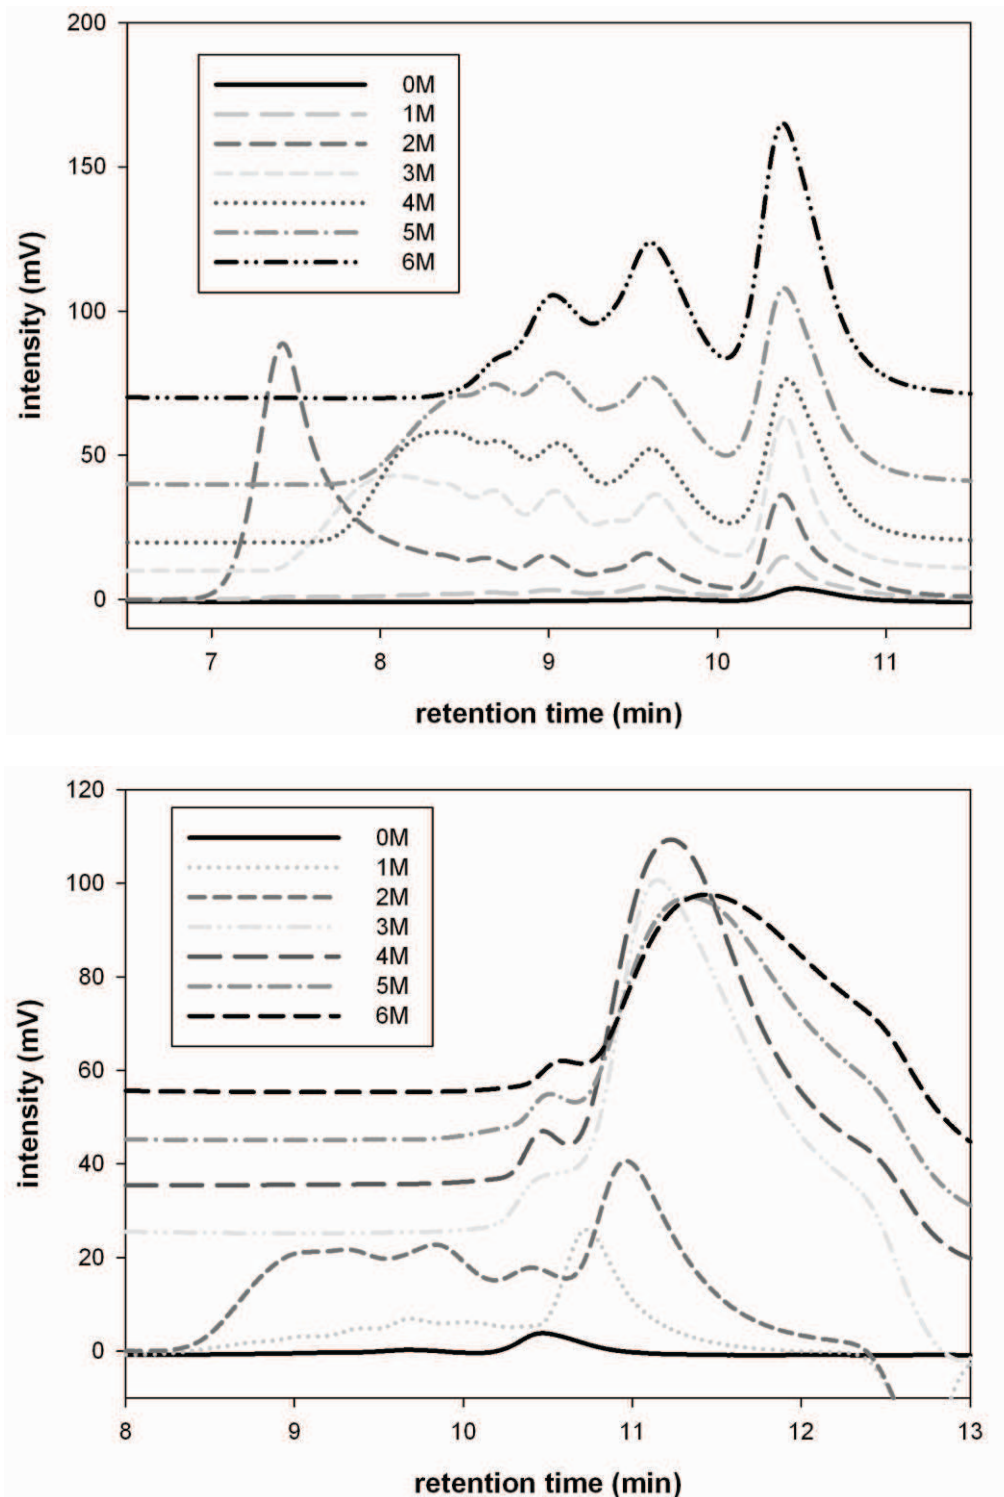 200
150
100
50
0
intensity (mV)
0M
1M
2M
3M
4M
5M
6M
7 8 9 10 11
retention time (min)
120
100
80
60
40
20
0
intensity (mV)
0M
1M
2M
3M
4M
5M
6M
8 9 10 11 12 13
retention time (min)